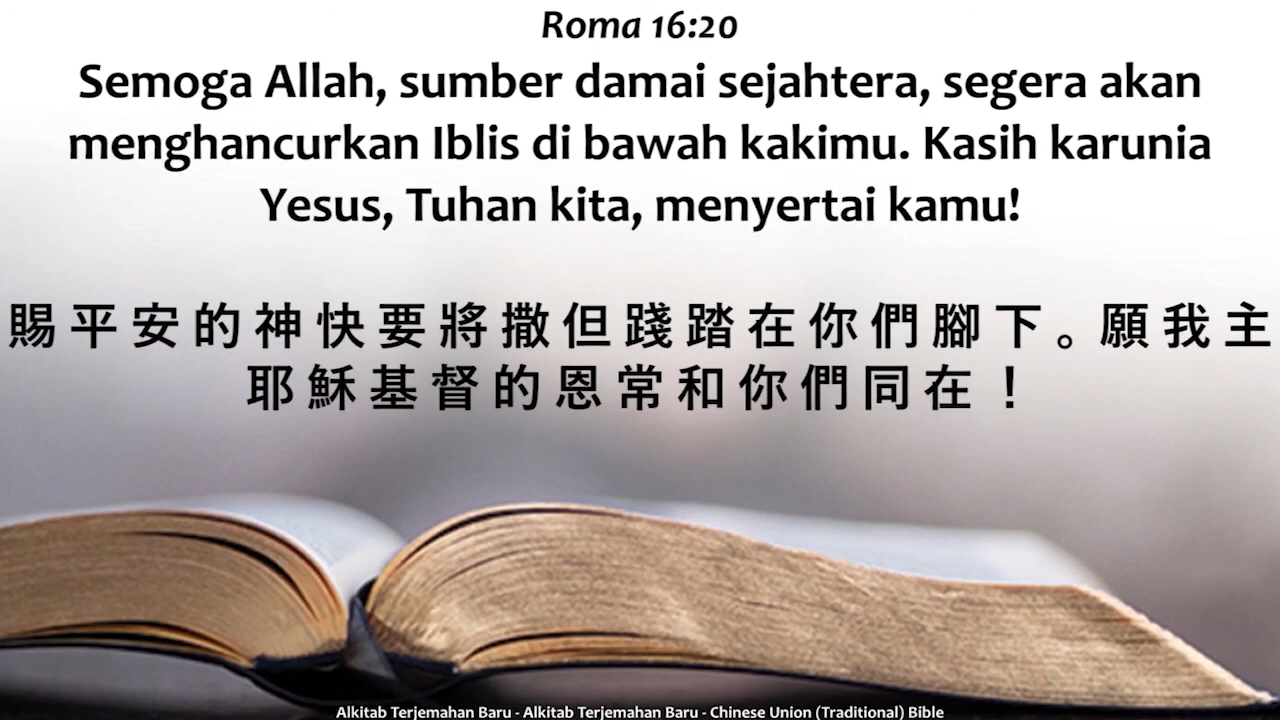 Roma 16:20
Semoga Allah, sumber damai sejahtera, segera akan
menghancurkan Iblis di bawah kakimu. Kasih karunia
Yesus, Tuhan kita, menyertai kamu!
賜平安的神快要將撒但踐踏在你們腳下。願我主
耶穌基督的恩常和你們同在！
Alkitab Terjemahan Baru - Alkitab Terjemahan Baru - Chinese Union (Traditional) Bible